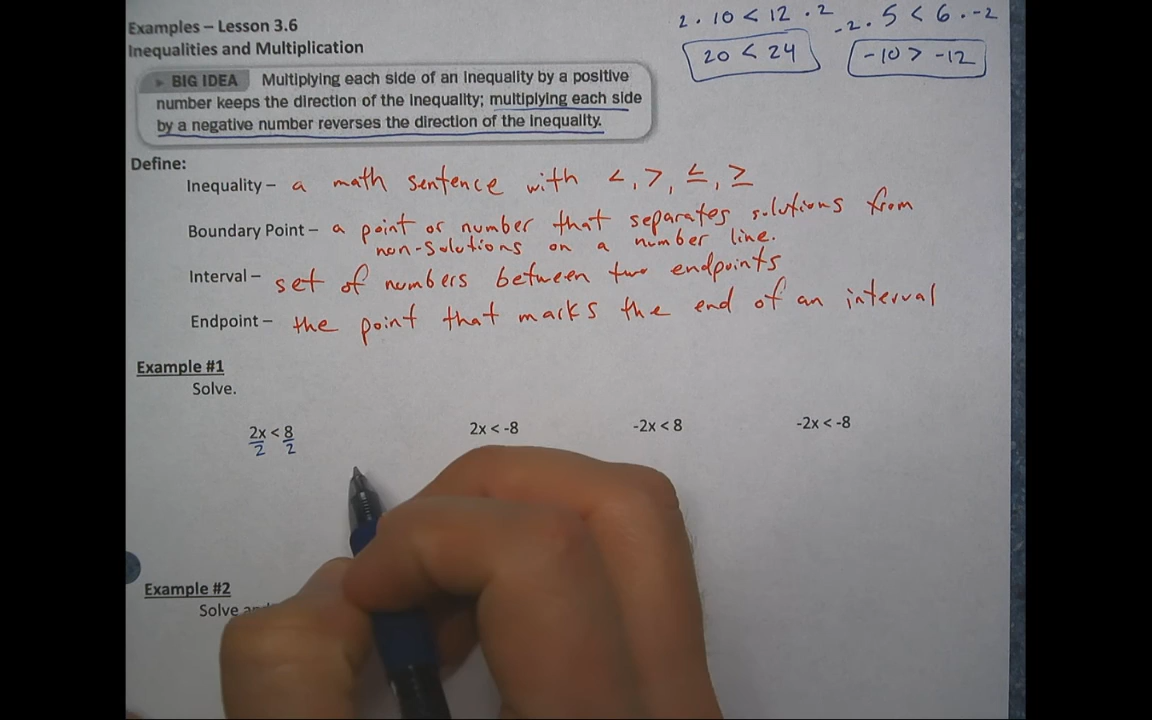 Examples – Lesson 3.6
Inequalities and Multiplication
2 · 10 < 12 · 2
-2 · 5 < 6 · -2
20 < 24
-10 > -12
BIG IDEA Multiplying each side of an inequality by a positive
number keeps the direction of the inequality; multiplying each side
by a negative number reverses the direction of the inequality.
Define:
Inequality – a math sentence with <, >, ≤, ≥
Boundary Point – a point or number that separates solutions from
non-solutions on a number line.
Interval – set of numbers between two endpoints
Endpoint – the point that marks the end of an interval
Example #1
Solve.
2x < 8
2 2
2x < -8
-2x < 8
-2x < -8
Example #2
Solve